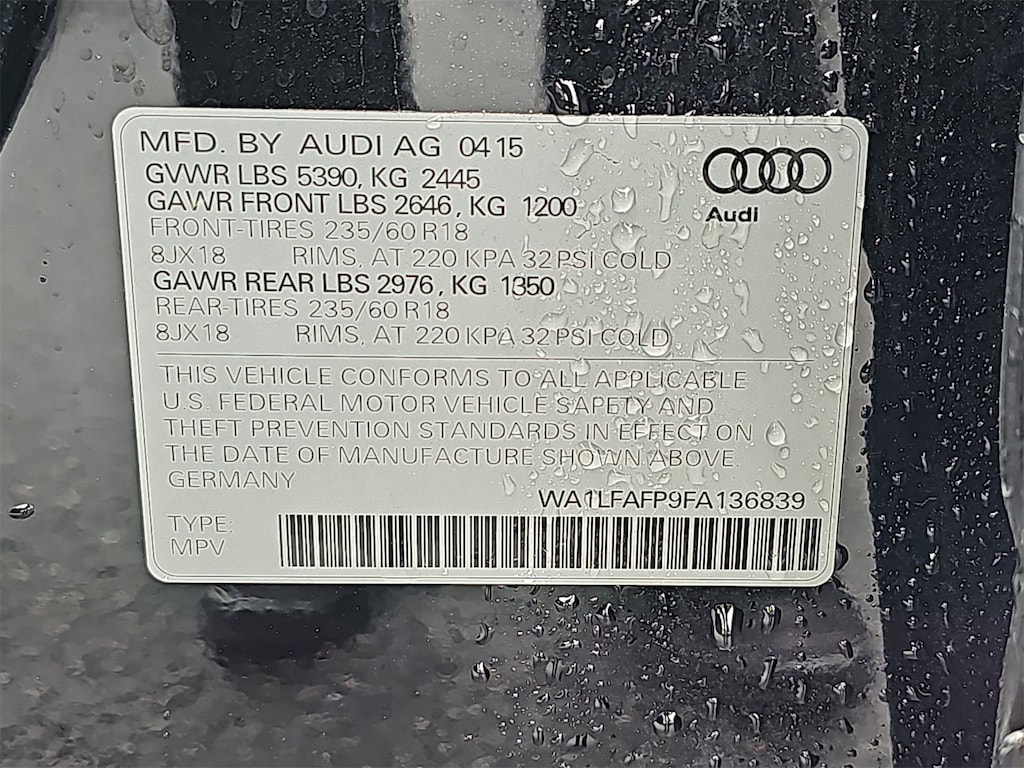 MFD. BY AUDI AG 04 15
GVWR LBS 5390, KG 2445
GAWR FRONT LBS 2646, KG 1200
FRONT-TIRES 235/60 R18
8JX18 RIMS, AT 220 KPA 32 PSI COLD
GAWR REAR LBS 2976, KG 1350
REAR-TIRES 235/60 R18
8JX18 RIMS, AT 220 KPA 32 PSI COLD
Audi
THIS VEHICLE CONFORMS TO ALL APPLICABLE
U.S. FEDERAL MOTOR VEHICLE SAFETY AND
THEFT PREVENTION STANDARDS IN EFFECT ON
THE DATE OF MANUFACTURE SHOWN ABOVE.
GERMANY
WA1LFAFP9FA136839
TYPE:
MPV